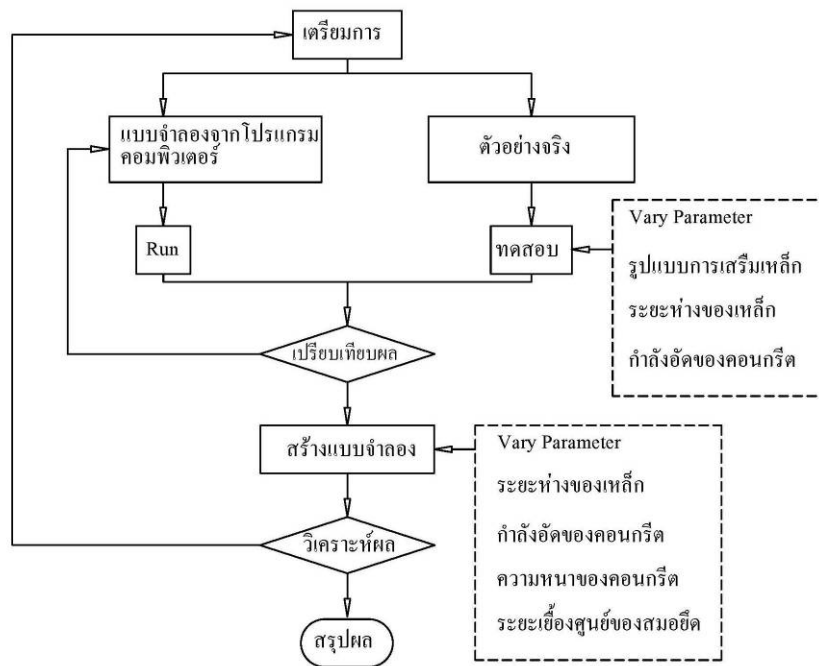 เตรียมการ
แบบจำลองจากโปรแกรม
คอมพิวเตอร์
ตัวอย่างจริง
Run
ทดสอบ
Vary Parameter
รูปแบบการเสริมเหล็ก
ระยะห่างของเหล็ก
กำลังอัดของคอนกรีต
เปรียบเทียบผล
สร้างแบบจำลอง
Vary Parameter
ระยะห่างของเหล็ก
กำลังอัดของคอนกรีต
ความหนาของคอนกรีต
ระยะเยื้องศูนย์ของสมอยึด
วิเคราะห์ผล
สรุปผล